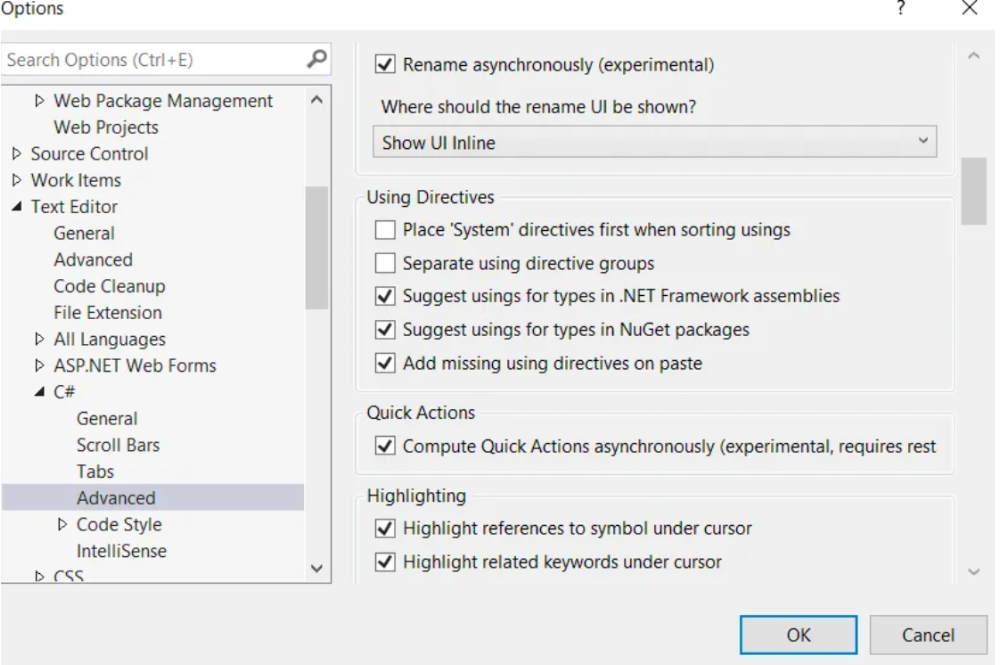 Options
?
Search Options (Ctrl+E)
Web Package Management
Web Projects
Source Control
Work Items
Text Editor
General
Advanced
Code Cleanup
File Extension
All Languages
ASP.NET Web Forms
C#
General
Scroll Bars
Tabs
Advanced
Code Style
IntelliSense
CSS
Rename asynchronously (experimental)
Where should the rename UI be shown?
Show UI Inline
Using Directives
Place 'System' directives first when sorting usings
Separate using directive groups
Suggest usings for types in .NET Framework assemblies
Suggest usings for types in NuGet packages
Add missing using directives on paste
Quick Actions
Compute Quick Actions asynchronously (experimental, requires rest
Highlighting
Highlight references to symbol under cursor
Highlight related keywords under cursor
OK
Cancel